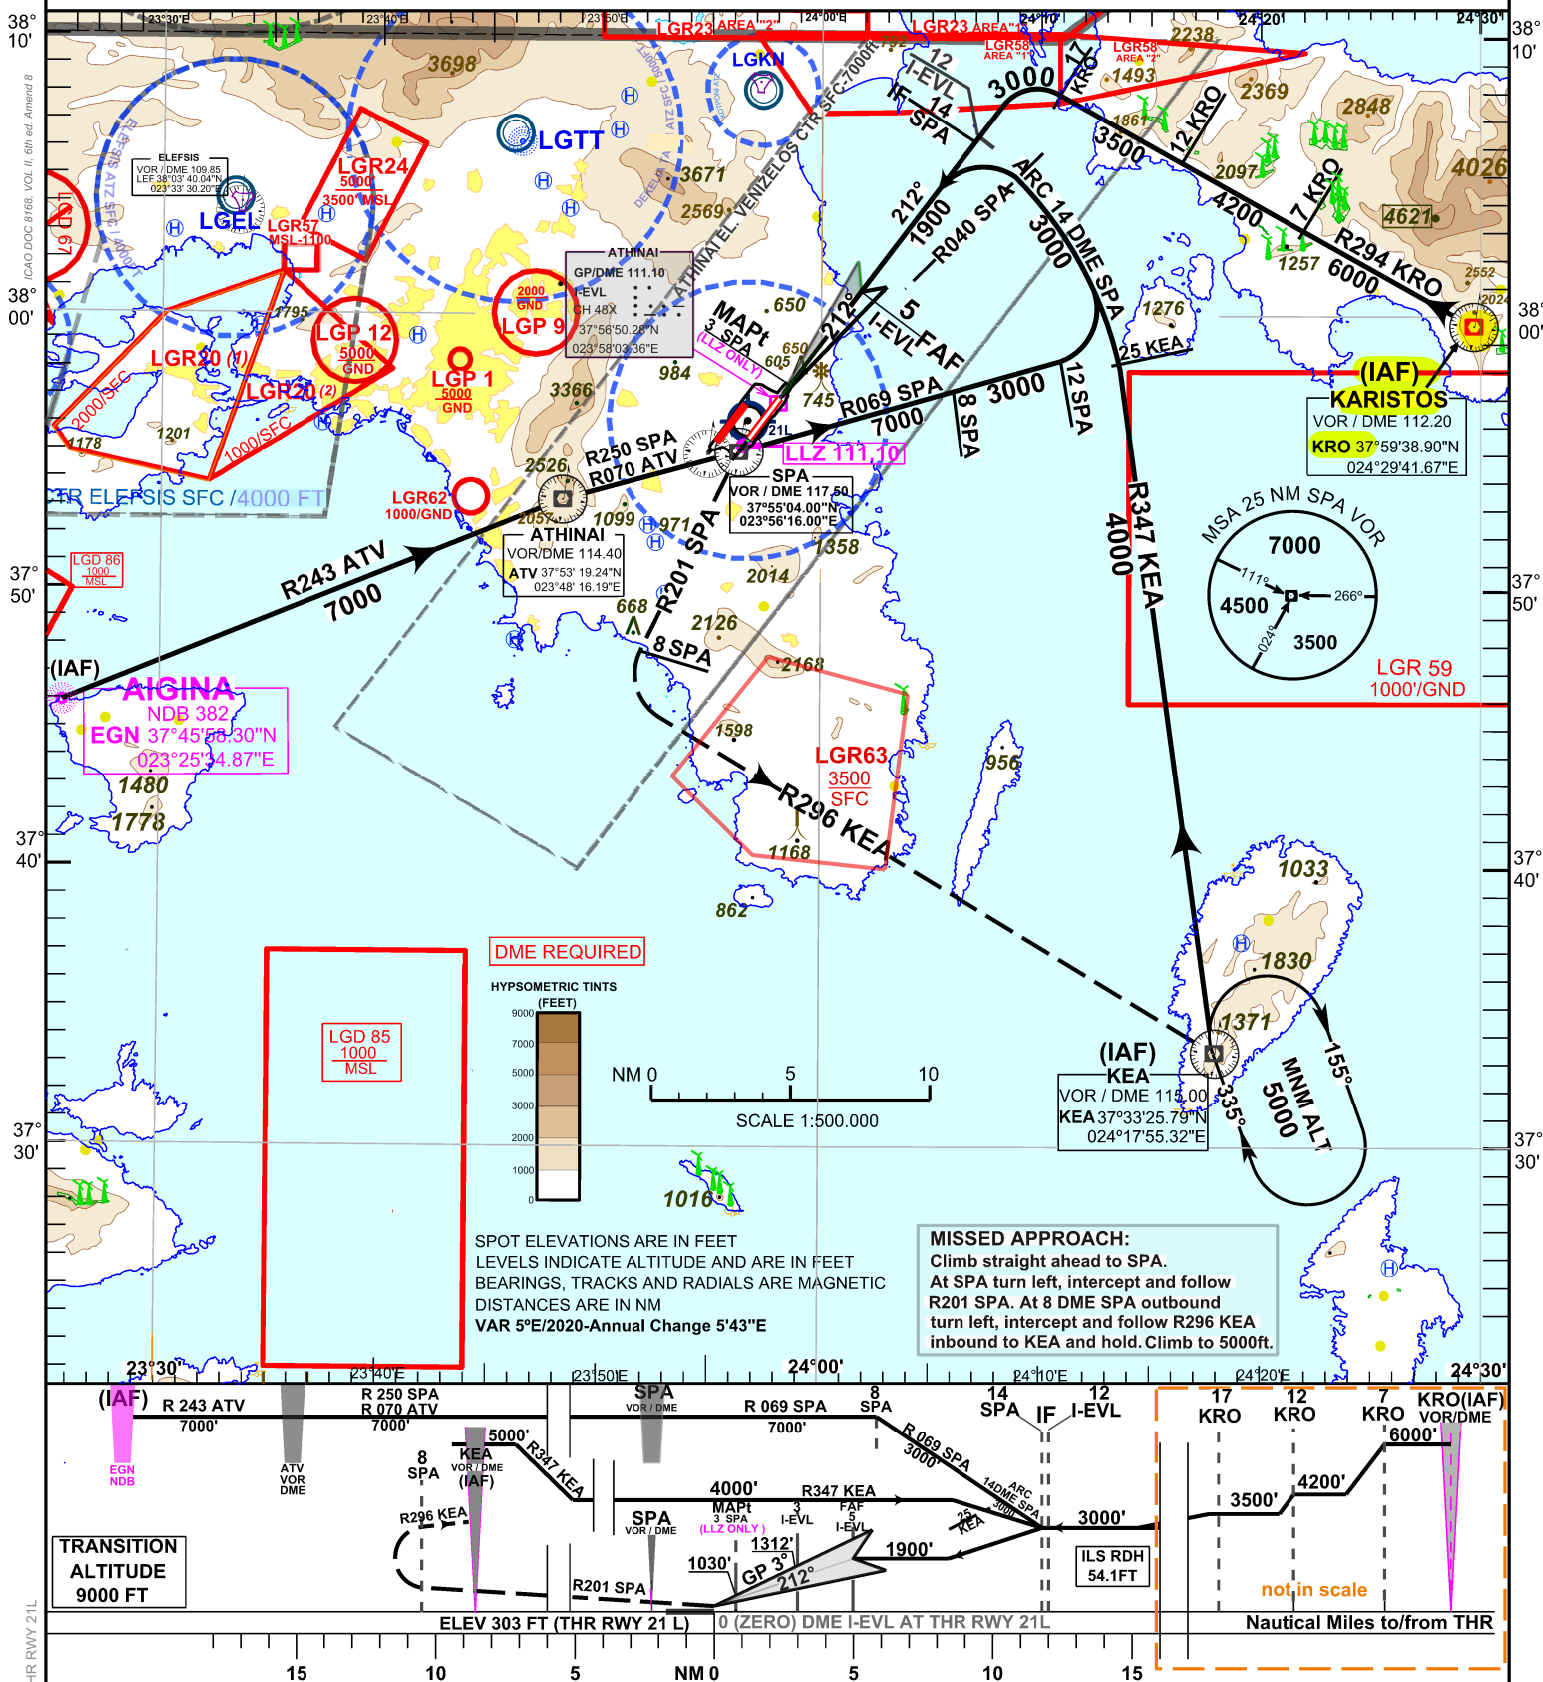 38°
10'
23°30'E
23°40'E
23°50'E
24°00'E
24°10'E
24°20'E
24°30'E
38°
10'
ICAO DOC 8168, VOL. II, 6th ed. Amend 8
LGR23 AREA "2"
LGR23 AREA "1"
LGR58
AREA "1"
LGR58
AREA "2"
792
2238
1493
1861
2369
2848
4026
2097
4621
1257
2552
2024
1276
3698
3671
2569
LGKN
LGTT
LGEL
ELEFSIS
VOR / DME 109.85
LEF 38°03' 40.04"N
023°33' 30.20"E
ELEFSIS ATZ SFC / 4000FT
LGR24
5000
3500 MSL
LGR57
MSL-1100
LGD 67
1795
LGP 12
5000
GND
LGP 9
2000
GND
LGP 1
5000
GND
LGR20 (1)
2000/SFC
LGR20 (2)
1000/SFC
1178
1201
CTR ELEFSIS SFC /4000 FT
ATHINAI
GP/DME 111.10
I-EVL
CH 48X
37°56'50.28"N
023°58'03.36"E
ATHINAI EL. VENIZELOS CTR SFC-7000ft
12
I-EVL
IF 14
SPA
3000
17
KRO
3500
12 KRO
4200
7 KRO
R294 KRO
6000
212°
1900
R040 SPA
ARC 14 DME SPA
3000
MAPt
3 SPA
(LLZ ONLY)
650
650
605
745
984
3366
212°
5 FAF
I-EVL
21L
R069 SPA
7000
3000
8 SPA
12 SPA
25 KEA
LLZ 111.10
38°
00'
38°
00'
(IAF)
KARISTOS
VOR / DME 112.20
KRO 37°59'38.90"N
024°29'41.67"E
R250 SPA
R070 ATV
2526
2057
1099
971
1358
LGR62
1000/GND
SPA
VOR / DME 117.50
37°55'04.00"N
023°56'16.00"E
ATHINAI
VOR/DME 114.40
ATV 37°53' 19.24"N
023°48' 16.19"E
R243 ATV
7000
R201 SPA
8 SPA
668
2014
2126
2168
1598
R347 KEA
4000
MSA 25 NM SPA VOR
7000
111°
4500
266°
024°
3500
LGR 59
1000'/GND
LGD 86
1000
MSL
37°
50'
37°
50'
(IAF)
AIGINA
NDB 382
EGN 37°45'58.30"N
023°25'34.87"E
1480
1778
LGR63
3500
SFC
R296 KEA
1168
862
956
37°
40'
37°
40'
1033
1830
1371
DME REQUIRED
HYPSOMETRIC TINTS
(FEET)
9000
7000
5000
3000
2000
1000
0
LGD 85
1000
MSL
NM 0 5 10
SCALE 1:500.000
(IAF)
KEA
VOR / DME 115.00
KEA 37°33'25.79"N
024°17'55.32"E
155°
335°
MNM ALT
5000
37°
30'
37°
30'
1016
SPOT ELEVATIONS ARE IN FEET
LEVELS INDICATE ALTITUDE AND ARE IN FEET
BEARINGS, TRACKS AND RADIALS ARE MAGNETIC
DISTANCES ARE IN NM
VAR 5°E/2020-Annual Change 5'43"E
MISSED APPROACH:
Climb straight ahead to SPA.
At SPA turn left, intercept and follow
R201 SPA. At 8 DME SPA outbound
turn left, intercept and follow R296 KEA
inbound to KEA and hold. Climb to 5000ft.
23°30'
23°40'E
23°50'E
24°00'
24°10'E
24°20'E
24°30'
(IAF)
R 243 ATV
7000'
R 250 SPA
R 070 ATV
7000'
SPA
VOR / DME
R 069 SPA
7000'
8
SPA
14
SPA
IF
12
I-EVL
17
KRO
12
KRO
7
KRO
KRO(IAF)
VOR/DME
EGN
NDB
ATV
VOR
DME
8
SPA
5000'
KEA
VOR / DME
(IAF)
R347 KEA
R 069 SPA
3000'
ARC
14DME SPA
3000
25
KEA
4000'
R347 KEA
6000'
4200'
3500'
3000'
R296 KEA
SPA
VOR / DME
MAPt
3 SPA
(LLZ ONLY )
3
I-EVL
FAF
5
I-EVL
1312'
1030'
GP 3°
212°
1900'
ILS RDH
54.1FT
TRANSITION
ALTITUDE
9000 FT
R201 SPA
not in scale
ELEV 303 FT (THR RWY 21 L)
0 (ZERO) DME I-EVL AT THR RWY 21L
Nautical Miles to/from THR
15 10 5 NM 0 5 10 15
HR RWY 21L